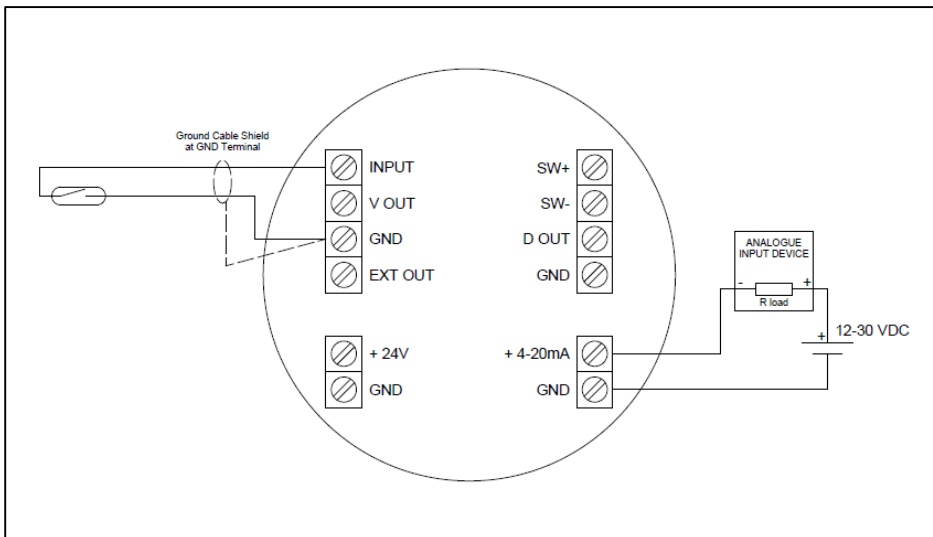 Ground Cable Shield
at GND Terminal
INPUT
V OUT
GND
EXT OUT
+ 24V
GND
SW+
SW-
D OUT
GND
+ 4-20mA
GND
ANALOGUE
INPUT DEVICE
- +
R load
+
12-30 VDC